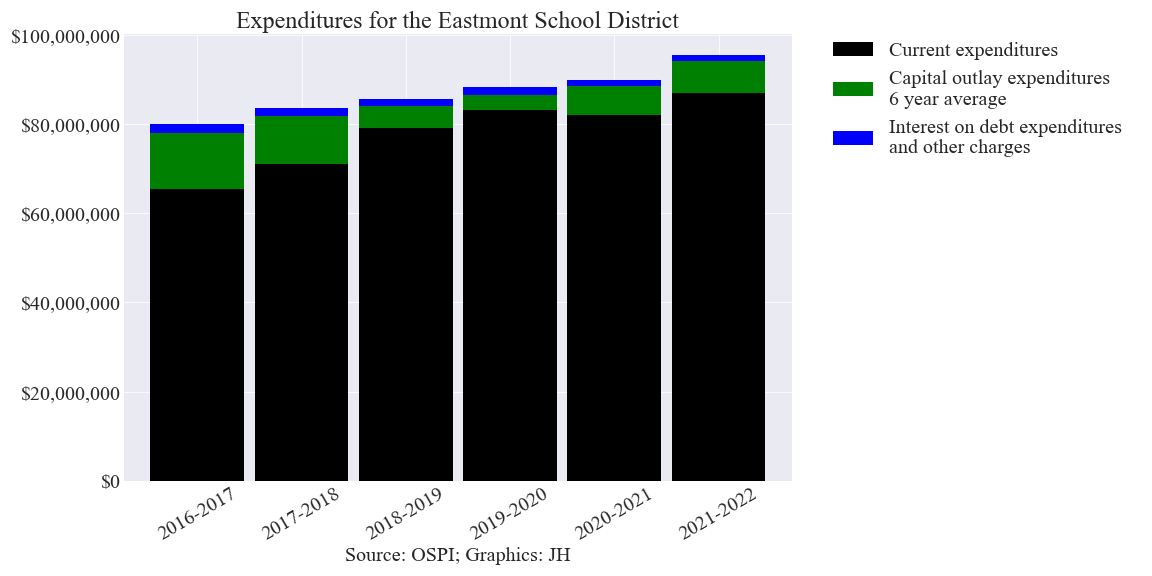 Expenditures for the Eastmont School District
$100,000,000
$80,000,000
$60,000,000
$40,000,000
$20,000,000
$0
2016-2017
2017-2018
2018-2019
2019-2020
2020-2021
2021-2022
Source: OSPI; Graphics: JH
Current expenditures
Capital outlay expenditures
6 year average
Interest on debt expenditures
and other charges